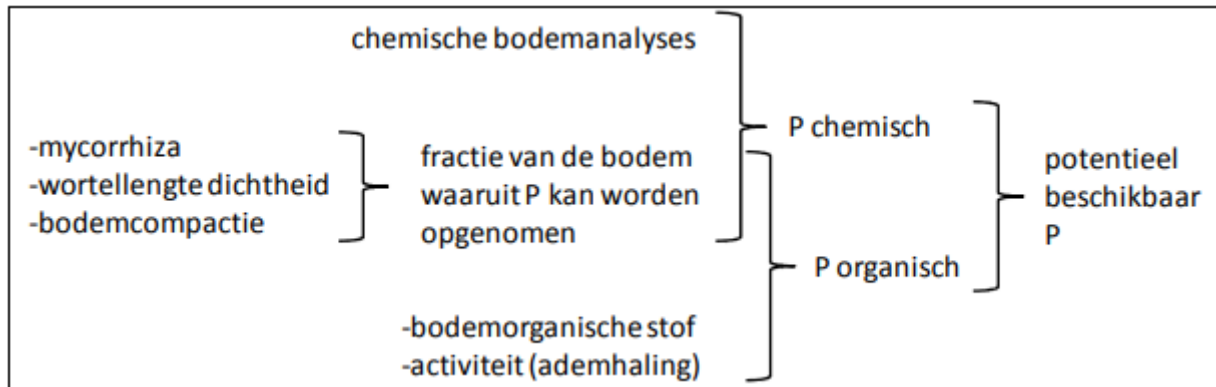 chemische bodemanalyses
-mycorrhiza
-wortellengte dichtheid
-bodemcompactie
fractie van de bodem
waaruit P kan worden
opgenomen
-bodemorganische stof
-activiteit (ademhaling)
P chemisch
P organisch
potentieel
beschikbaar
P